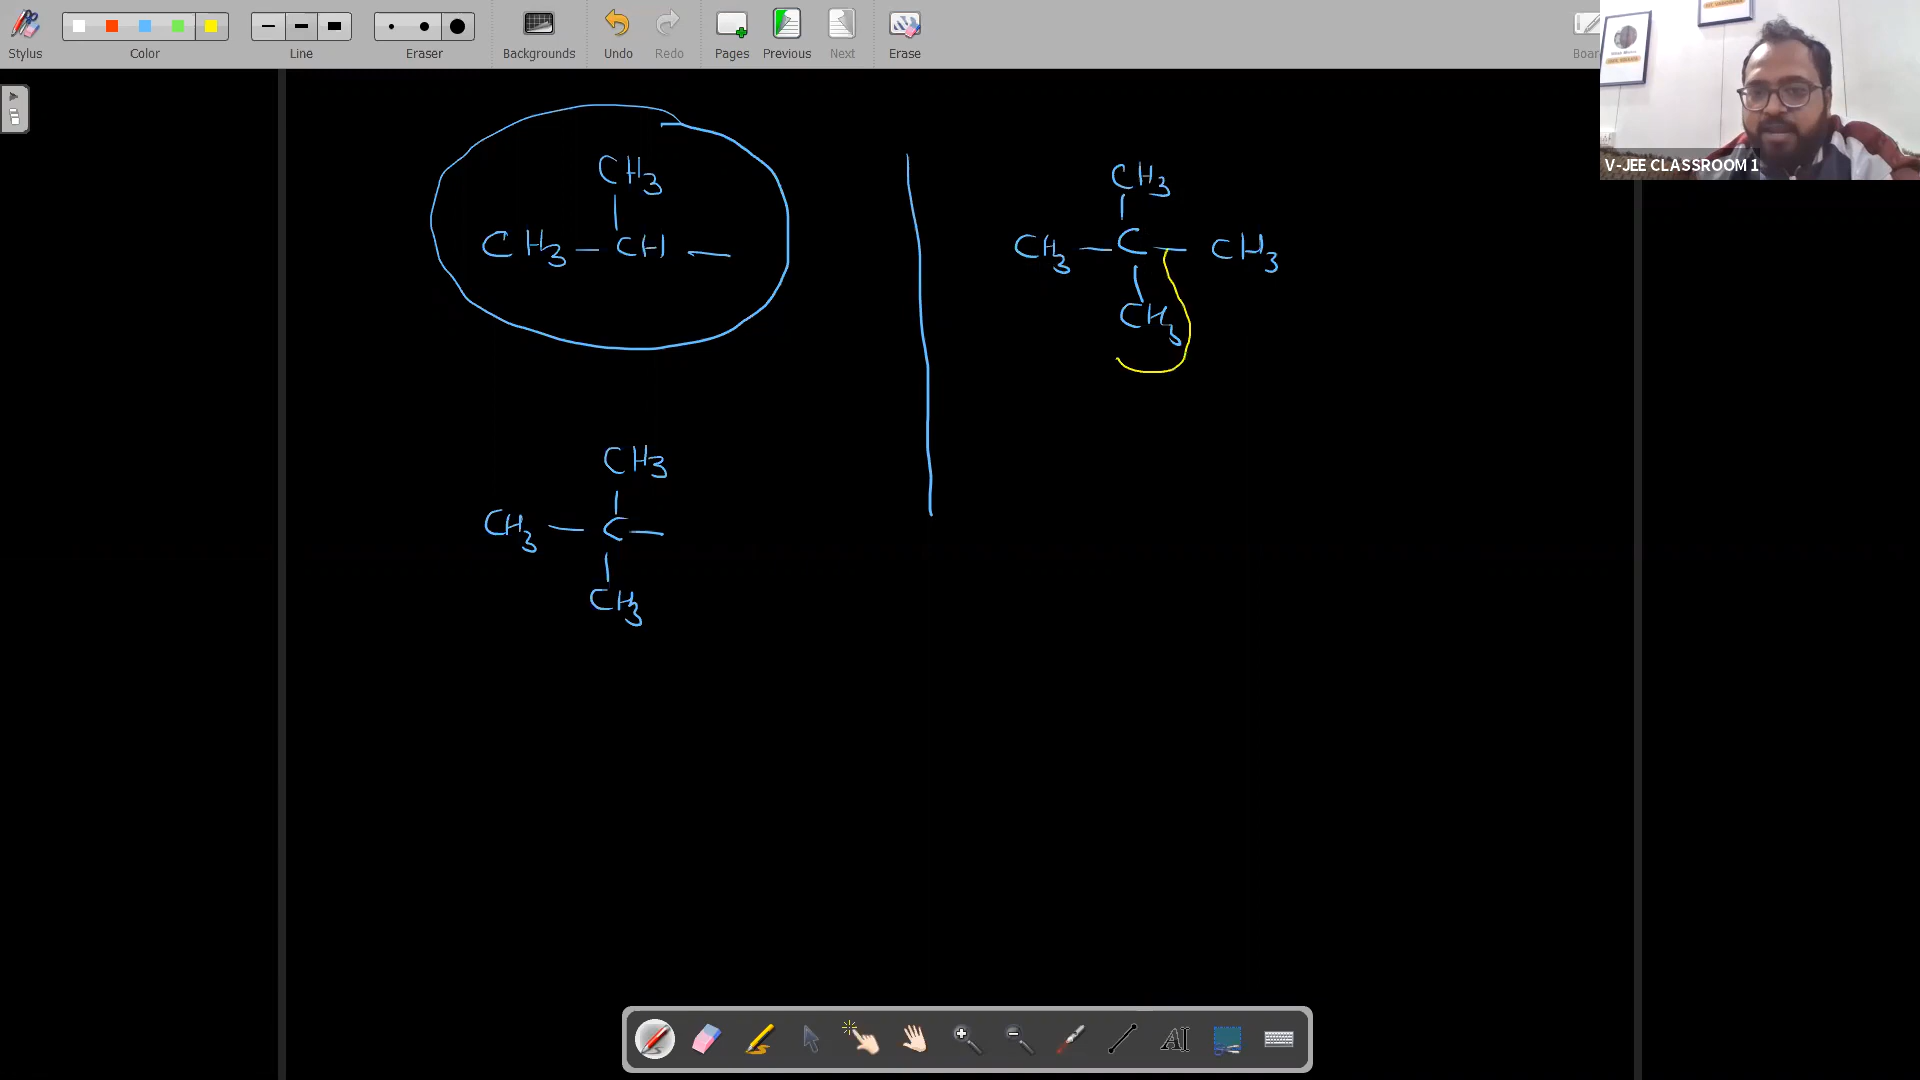 Stylus Color Line Eraser Backgrounds Undo Redo Pages Previous Next Erase
V-JEE CLASSROOM 1
CH3
CH3 — CH —
CH3
CH3 — C — CH3
CH3
CH3
CH3 — C —
CH3